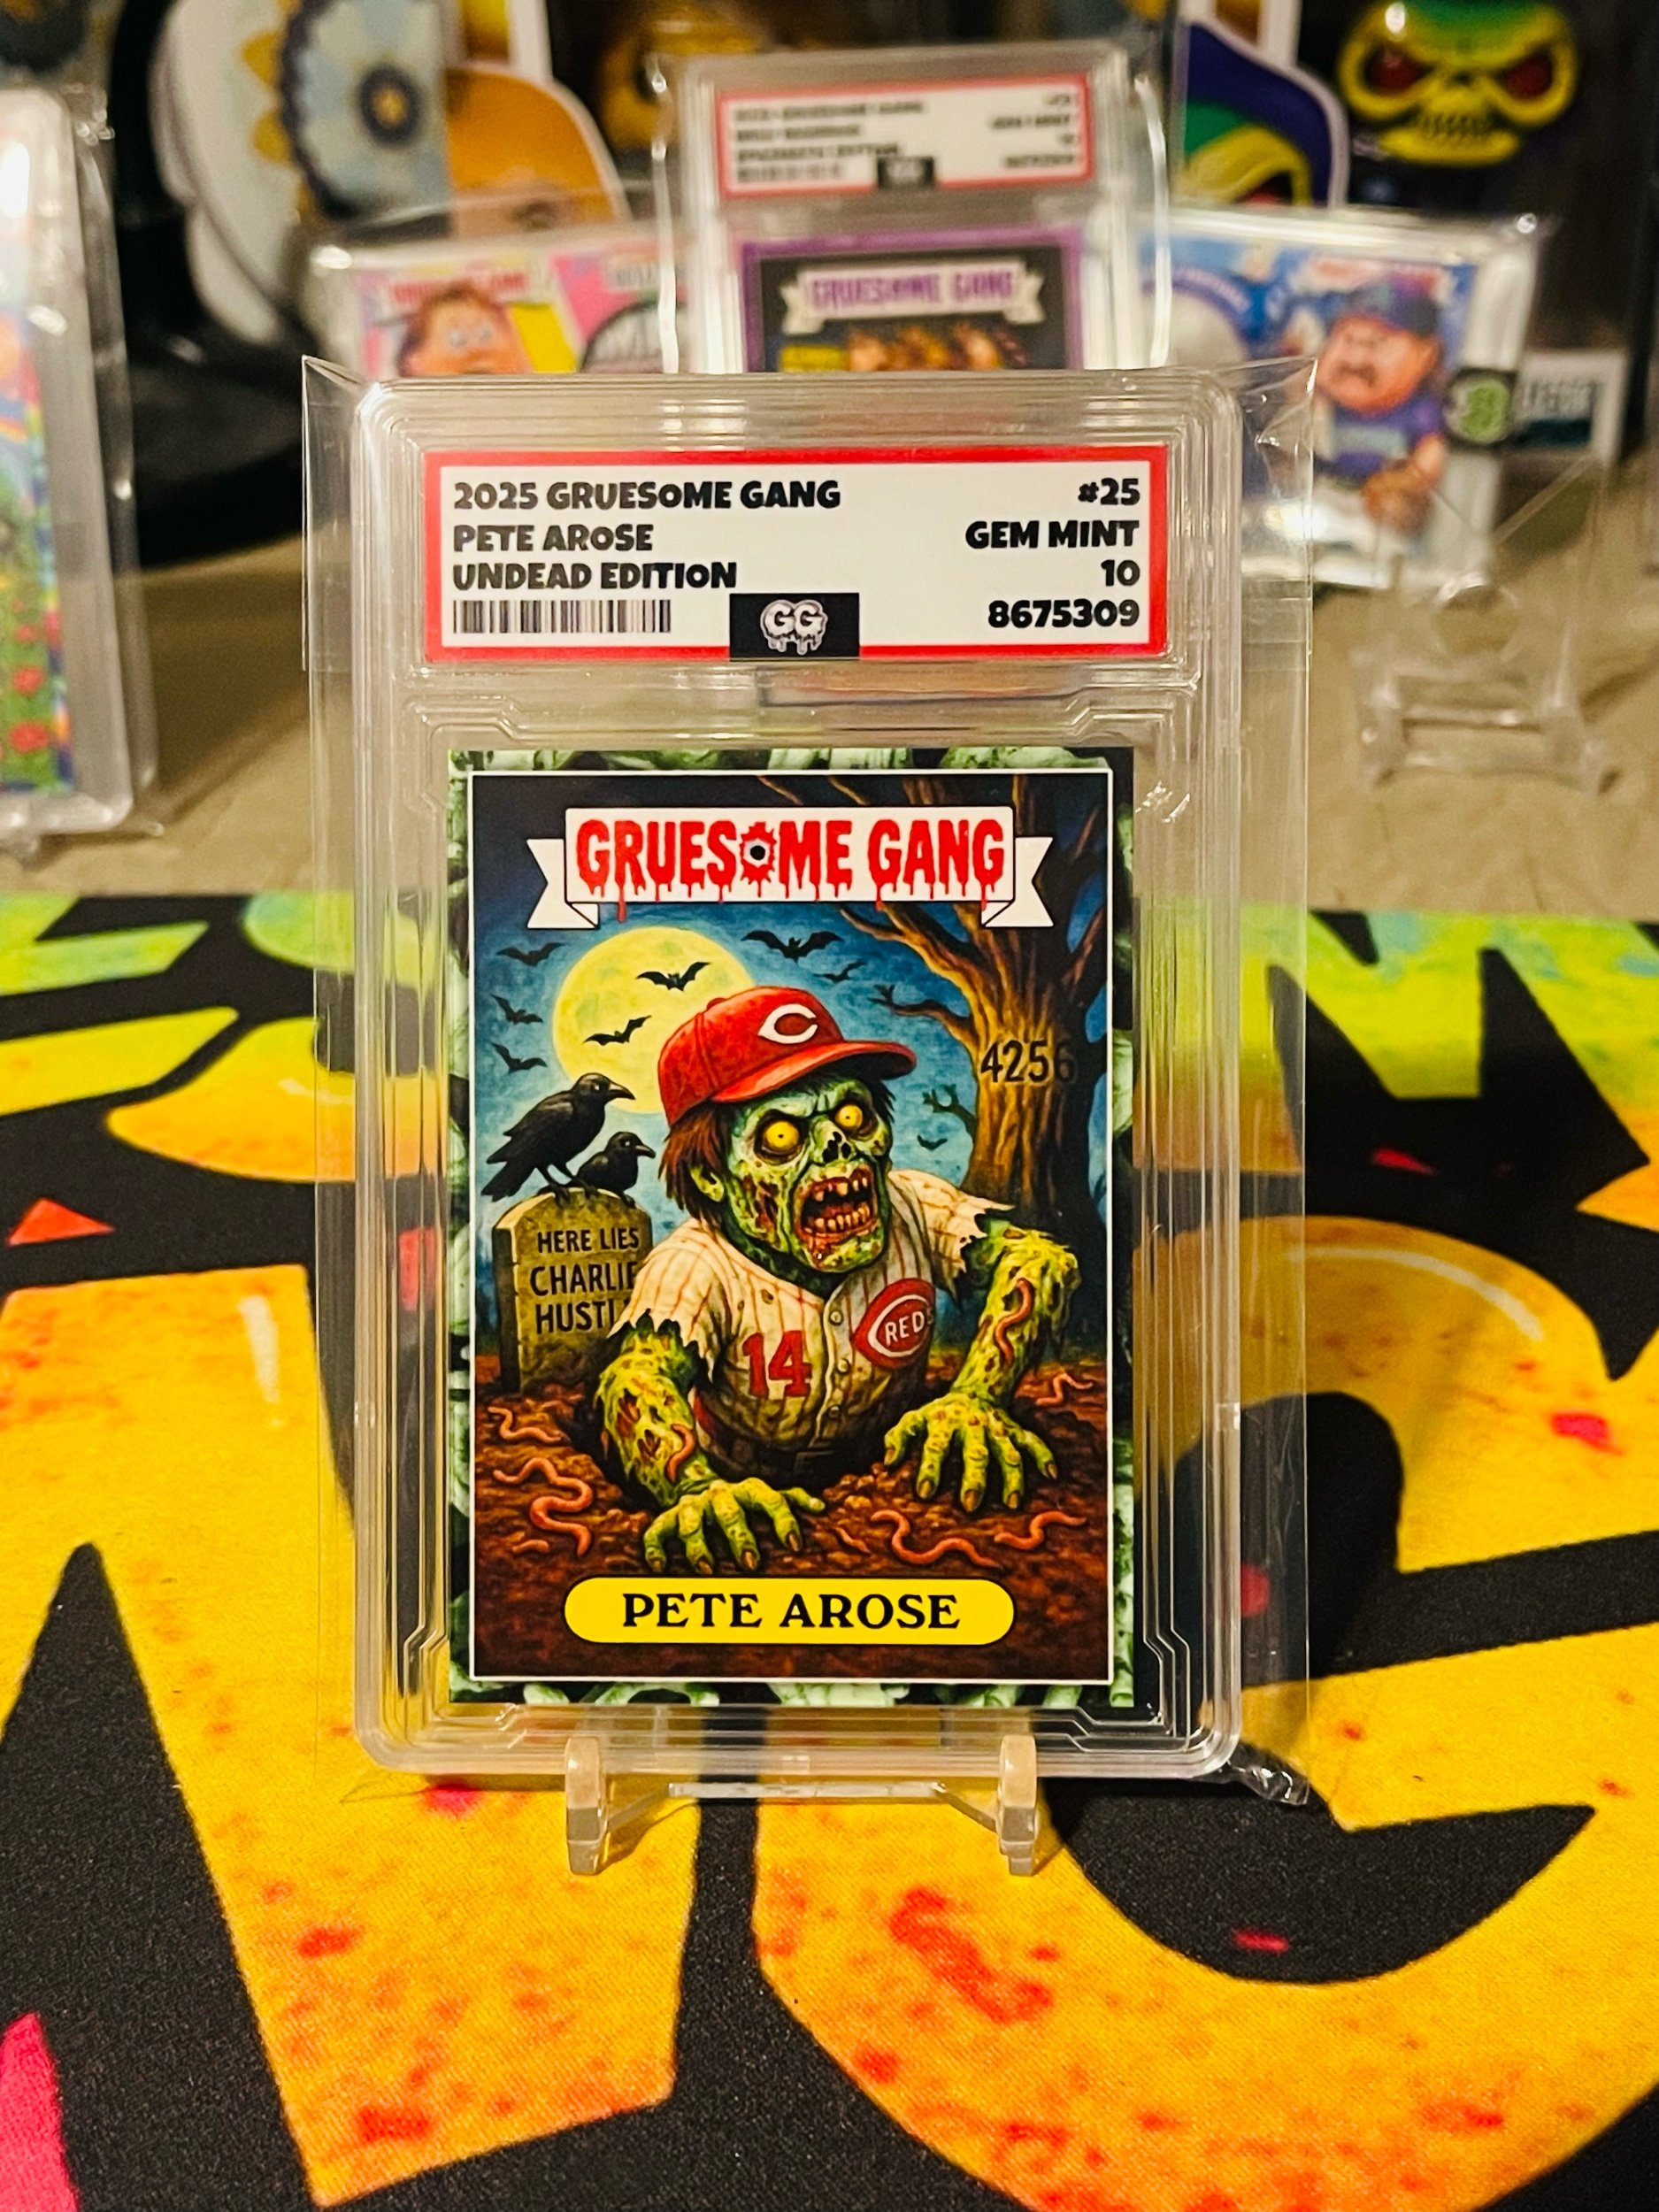 GRUESOME GANG
2025 GRUESOME GANG
PETE AROSE
UNDEAD EDITION
#25
GEM MINT
10
8675309
GG
GRUESOME GANG
4256
HERE LIES
CHARLIE
14
REDS
PETE AROSE